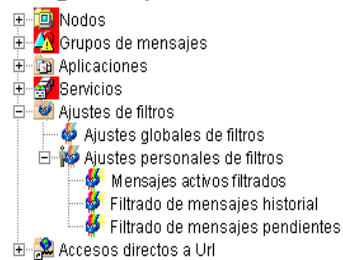 Nodos
Grupos de mensajes
Aplicaciones
Servicios
Ajustes de filtros
Ajustes globales de filtros
Ajustes personales de filtros
Mensajes activos filtrados
Filtrado de mensajes historial
Filtrado de mensajes pendientes
Accesos directos a Url